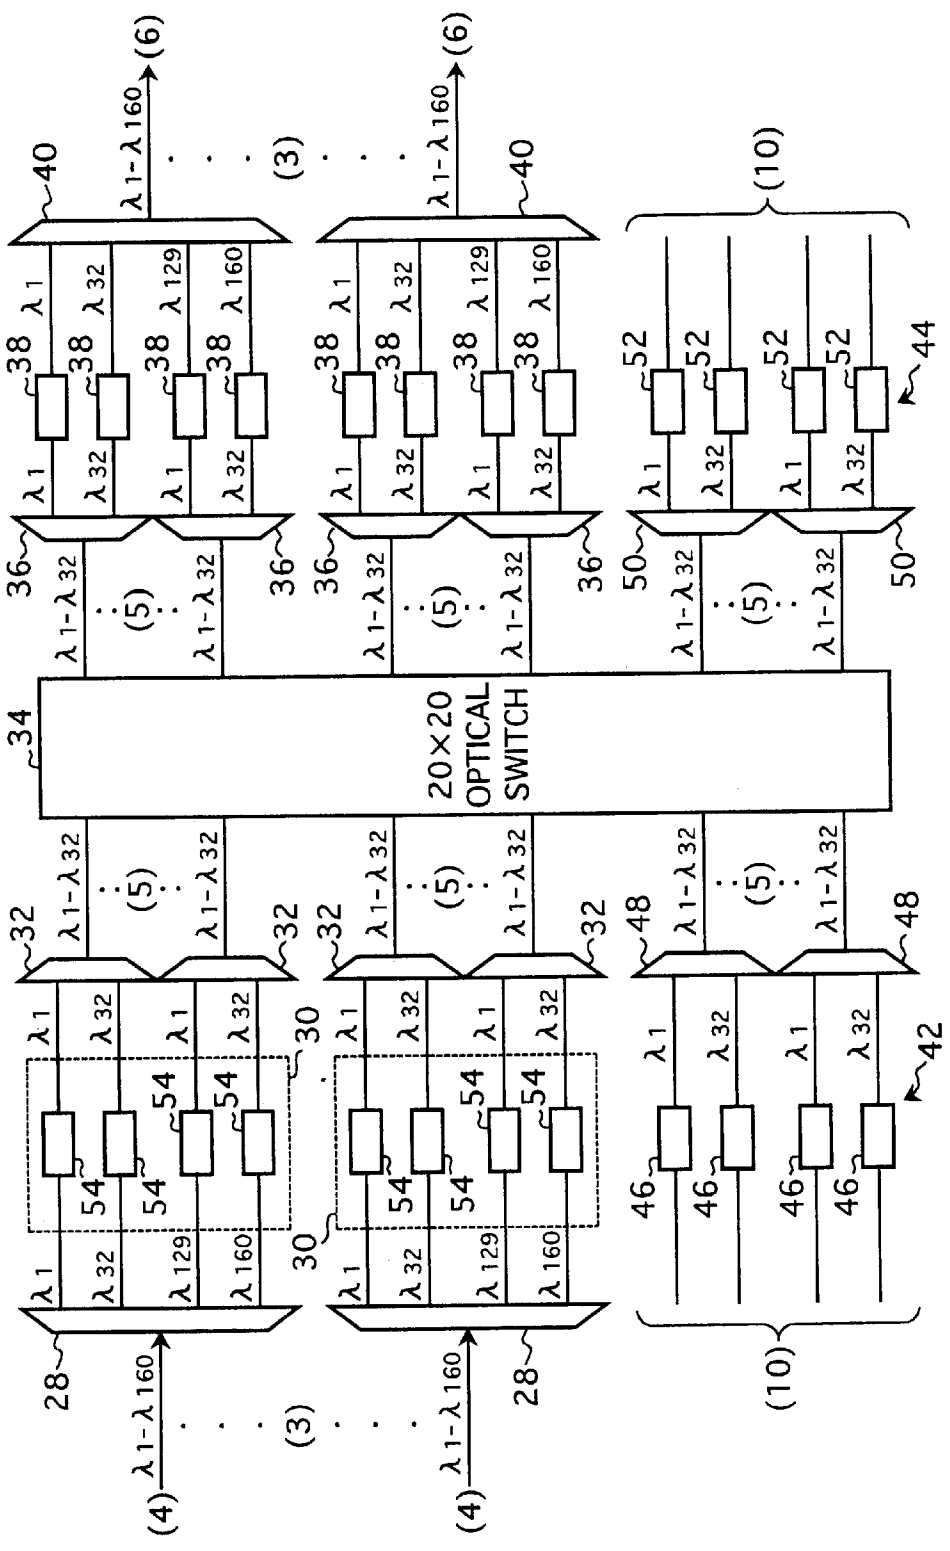 (6)
(6)
λ1-λ160
λ1-λ160
(3)
40
40
(10)
λ1
λ32
λ129
λ160
λ1
λ32
λ129
λ160
38
38
38
38
38
38
38
38
52
52
52
52
44
λ1
λ32
λ1
λ32
λ1
λ32
λ1
λ32
λ1
λ32
λ1
λ32
36
36
36
36
50
50
λ1-λ32
(5)
λ1-λ32
λ1-λ32
(5)
λ1-λ32
λ1-λ32
(5)
λ1-λ32
34
20×20
OPTICAL
SWITCH
λ1-λ32
(5)
λ1-λ32
λ1-λ32
(5)
λ1-λ32
λ1-λ32
(5)
λ1-λ32
32
32
32
32
48
48
λ1
λ32
λ1
λ32
λ1
λ32
λ1
λ32
λ1
λ32
λ1
λ32
30
30
54
54
54
54
54
54
54
54
46
46
46
46
42
λ1
λ32
λ129
λ160
λ1
λ32
λ129
λ160
28
28
(10)
λ1-λ160
λ1-λ160
(3)
(4)
(4)